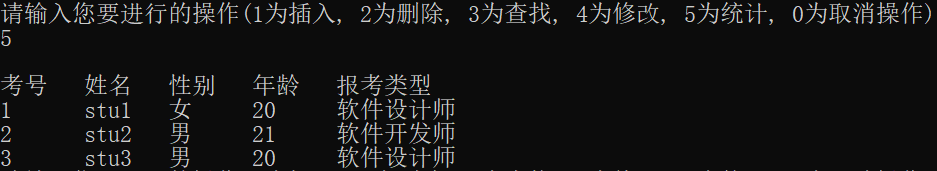 请输入您要进行的操作(1为插入, 2为删除, 3为查找, 4为修改, 5为统计, 0为取消操作)
5
考号 姓名 性别 年龄 报考类型
1 stu1 女 20 软件设计师
2 stu2 男 21 软件开发师
3 stu3 男 20 软件设计师